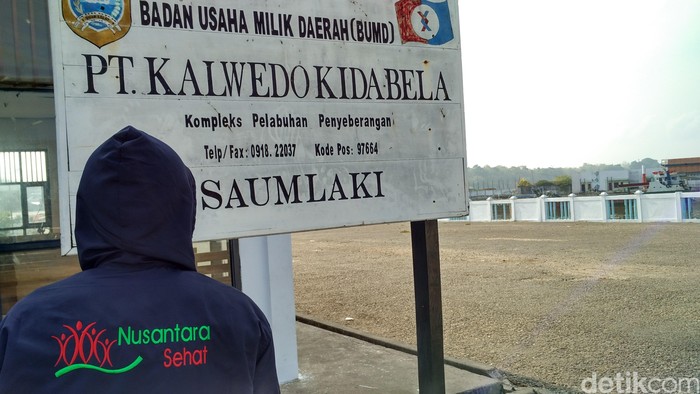 BADAN USAHA MILIK DAERAH (BUMD)
PT. KALWEDO KIDABELA
Kompleks Pelabuhan Penyeberangan
Telp/Fax: 0918. 22037 Kode Pos: 97664
SAUMLAKI
Nusantara
Sehat
detikcom